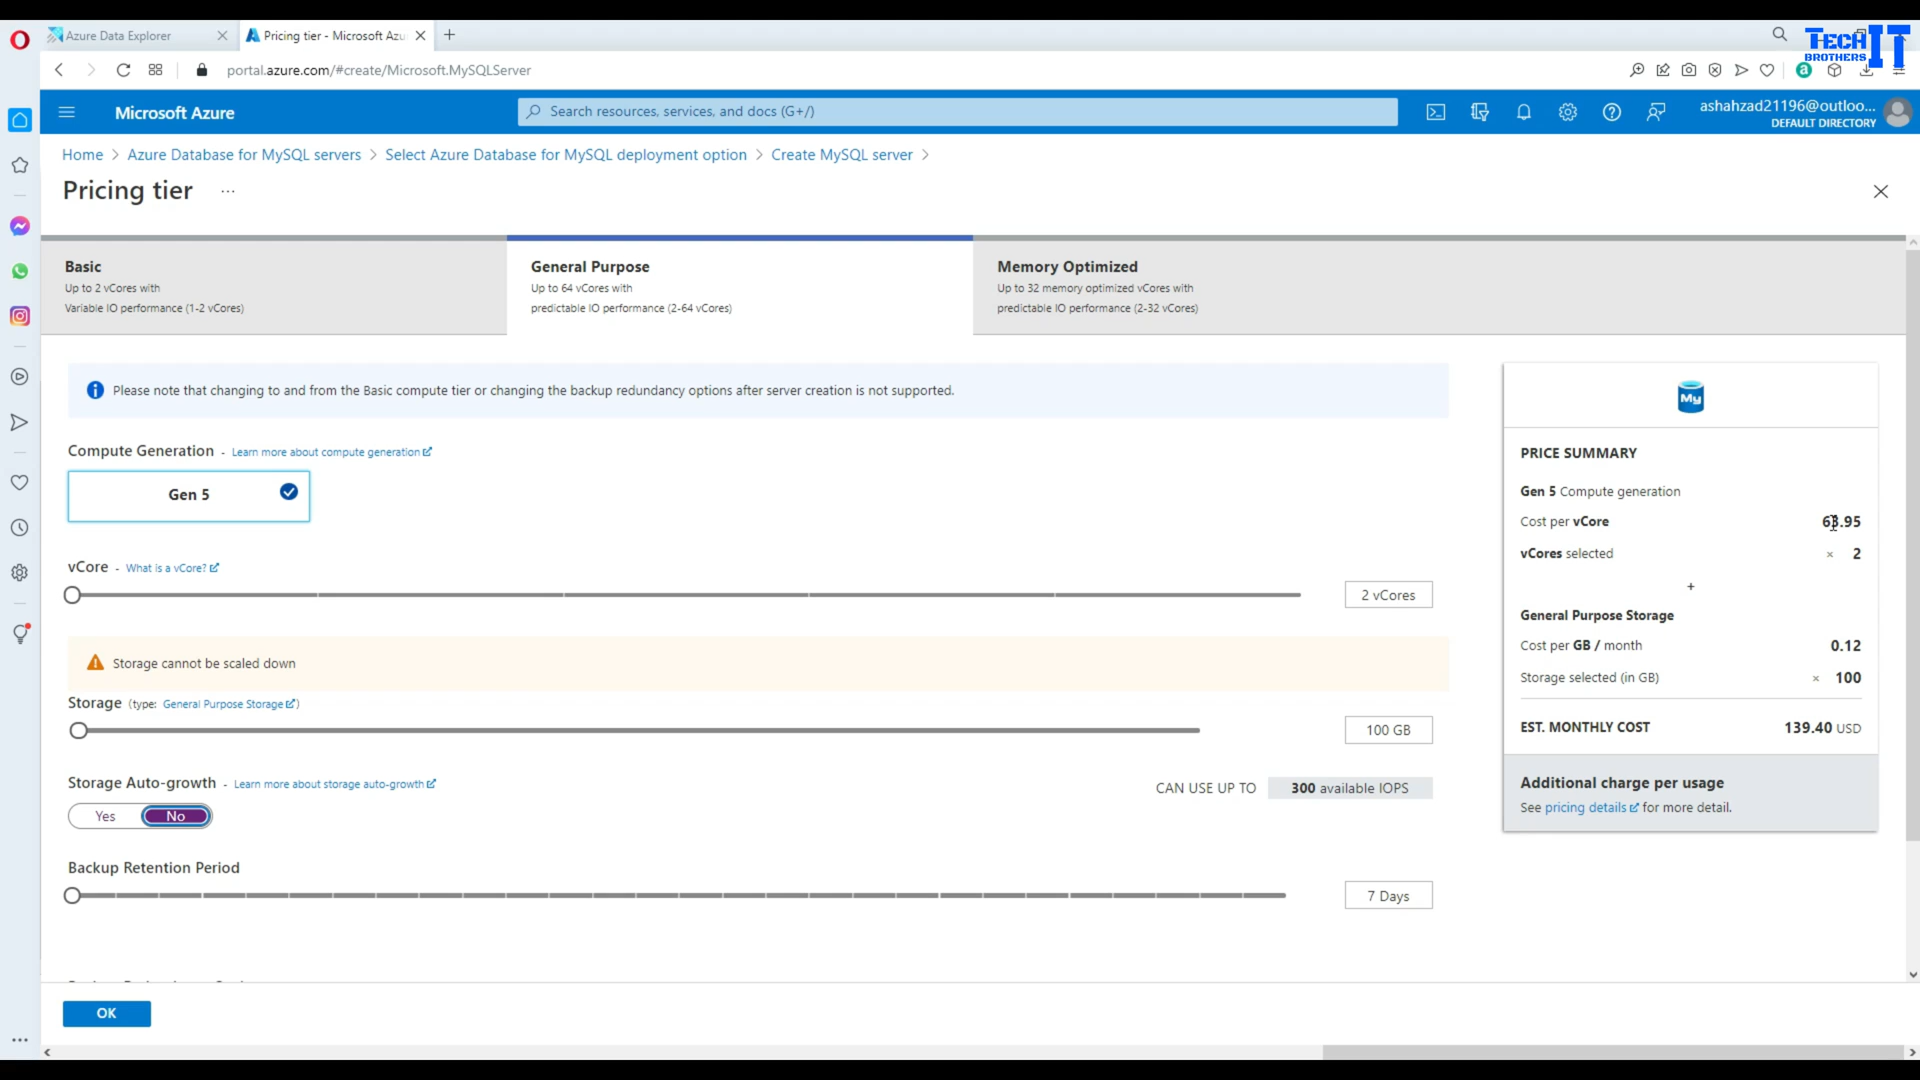 Azure Data Explorer
Pricing tier - Microsoft Azu
TECH IT
BROTHERS
portal.azure.com/#create/Microsoft.MySQLServer
Microsoft Azure
Search resources, services, and docs (G+/)
ashahzad21196@outloo...
DEFAULT DIRECTORY
Home > Azure Database for MySQL servers > Select Azure Database for MySQL deployment option > Create MySQL server >
Pricing tier ...
Basic
Up to 2 vCores with
Variable IO performance (1-2 vCores)
General Purpose
Up to 64 vCores with
predictable IO performance (2-64 vCores)
Memory Optimized
Up to 32 memory optimized vCores with
predictable IO performance (2-32 vCores)
Please note that changing to and from the Basic compute tier or changing the backup redundancy options after server creation is not supported.
Compute Generation - Learn more about compute generation
Gen 5
vCore - What is a vCore?
2 vCores
Storage cannot be scaled down
Storage (type: General Purpose Storage)
100 GB
Storage Auto-growth - Learn more about storage auto-growth
CAN USE UP TO 300 available IOPS
Yes No
Backup Retention Period
7 Days
OK
My
PRICE SUMMARY
Gen 5 Compute generation
Cost per vCore 63.95
vCores selected × 2
+
General Purpose Storage
Cost per GB / month 0.12
Storage selected (in GB) × 100
EST. MONTHLY COST 139.40 USD
Additional charge per usage
See pricing details for more detail.